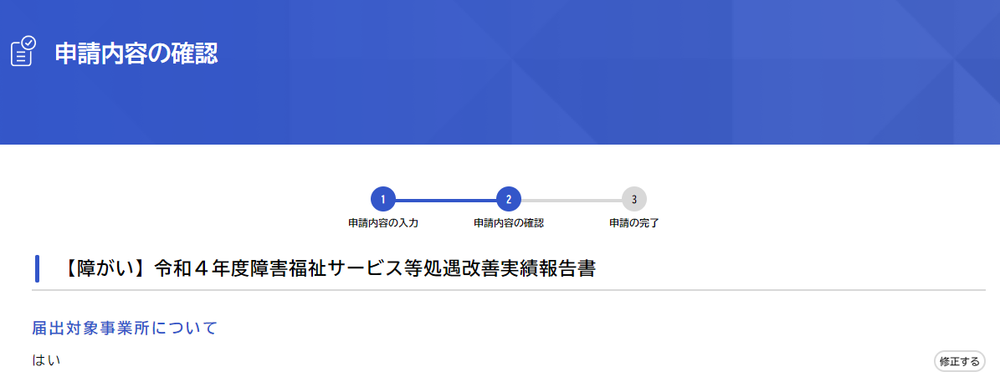 申請内容の確認
1
2
3
申請内容の入力
申請内容の確認
申請の完了
【障がい】令和４年度障害福祉サービス等処遇改善実績報告書
届出対象事業所について
はい
修正する